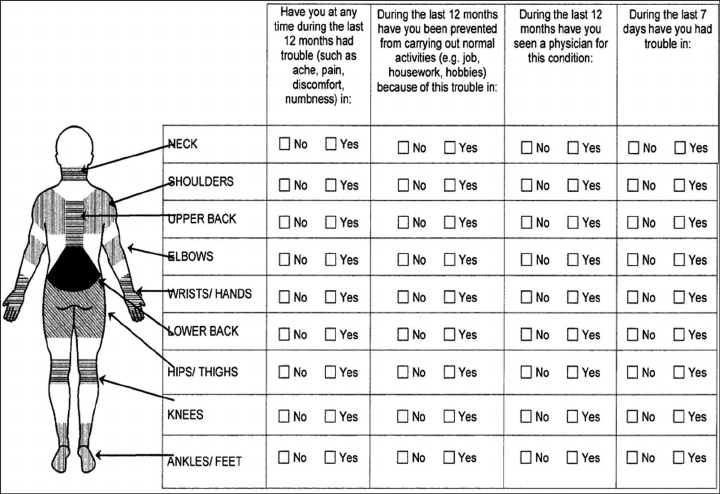 Have you at any
time during the last
12 months had
trouble (such as
ache, pain,
discomfort,
numbness) in:
During the last 12 months
have you been prevented
from carrying out normal
activities (e.g. job,
housework, hobbies)
because of this trouble in:
During the last 12
months have you
seen a physician for
this condition:
During the last 7
days have you had
trouble in:
NECK No Yes No Yes No Yes No Yes
SHOULDERS No Yes No Yes No Yes No Yes
UPPER BACK No Yes No Yes No Yes No Yes
ELBOWS No Yes No Yes No Yes No Yes
WRISTS/ HANDS No Yes No Yes No Yes No Yes
LOWER BACK No Yes No Yes No Yes No Yes
HIPS/ THIGHS No Yes No Yes No Yes No Yes
KNEES No Yes No Yes No Yes No Yes
ANKLES/ FEET No Yes No Yes No Yes No Yes